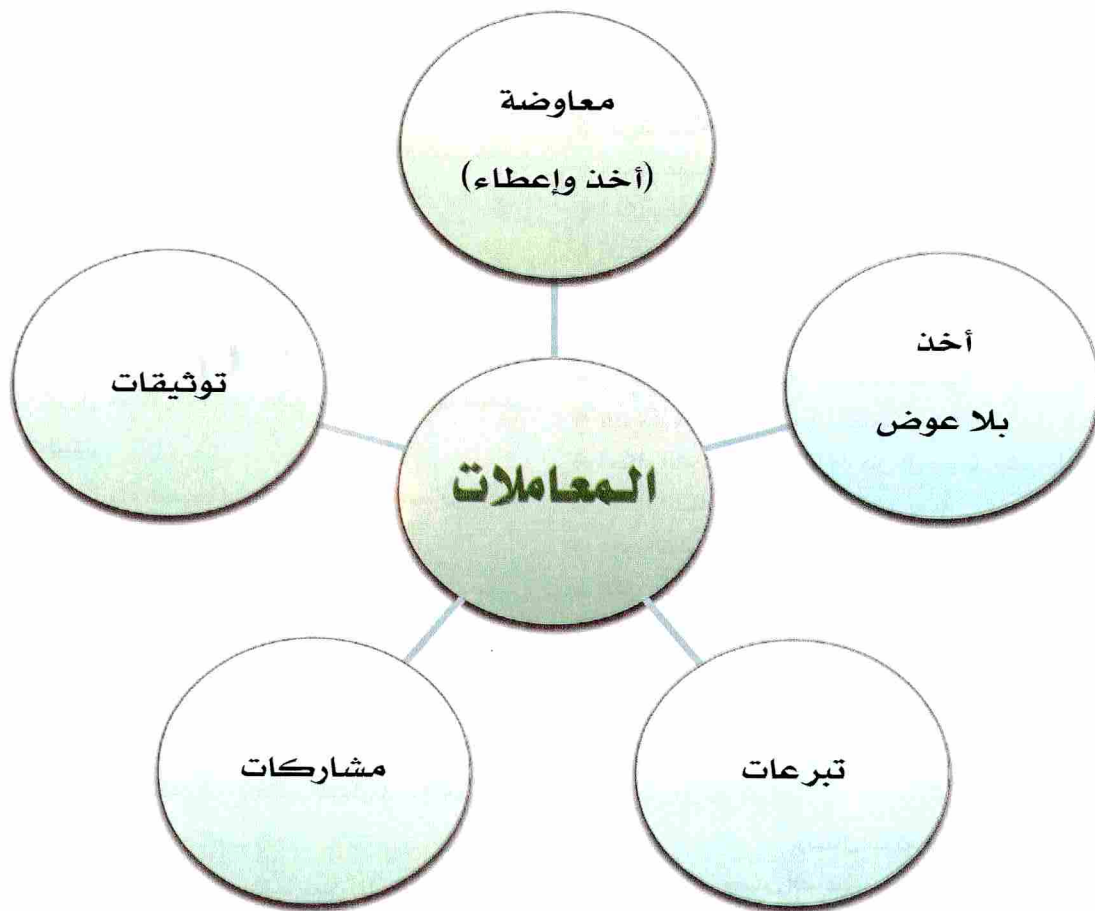 معاوضة
(أخذ وإعطاء)
أخذ
بلا عوض
توثيقات
المعاملات
مشاركات
تبرعات